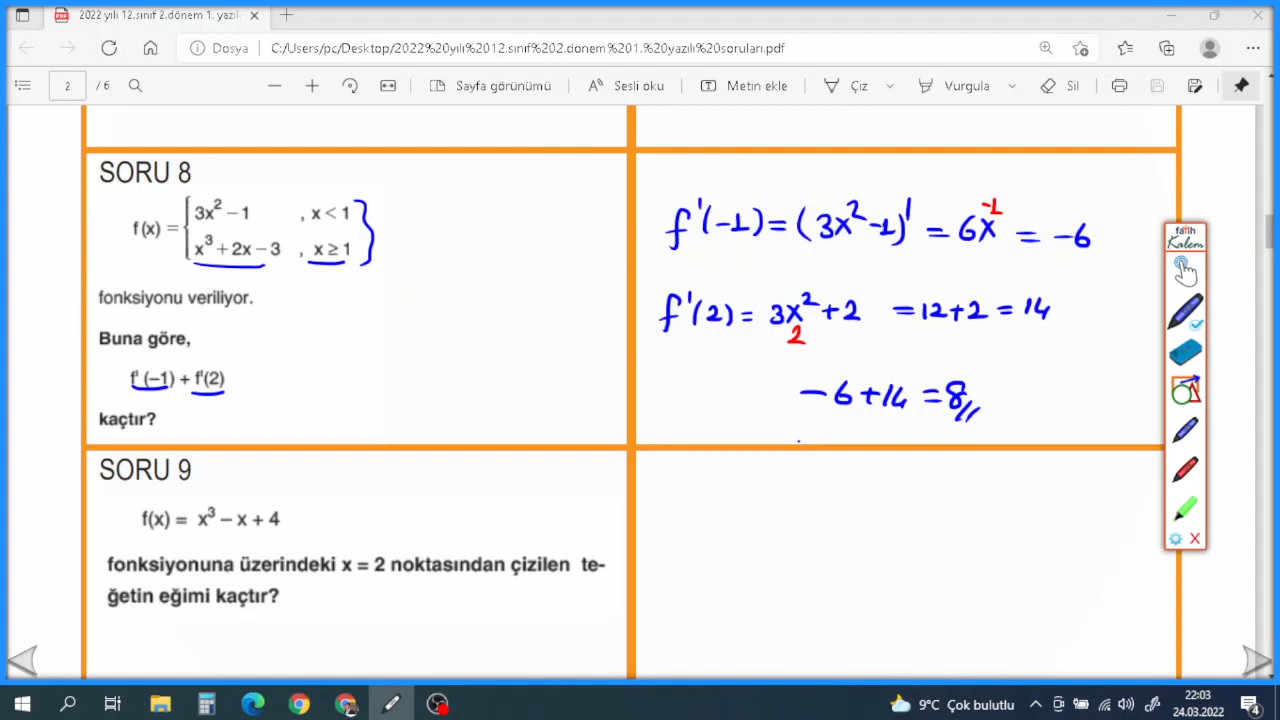 2022 yılı 12.sınıf 2.dönem 1. yazıl
Dosya
C:/Users/pc/Desktop/2022%20yılı%2012.sınıf%202.dönem%201.%20yazılı%20soruları.pdf
2 / 6
Sayfa görünümü
Sesli oku
Metin ekle
Çiz
Vurgula
Sil
SORU 8
f(x) = { 3x² − 1 , x < 1
x³ + 2x − 3 , x ≥ 1 }
fonksiyonu veriliyor.
Buna göre,
f'(−1) + f'(2)
kaçtır?
f'(-1) = (3x² - 1)' = 6x -1 = -6
f'(2) = 3x² + 2 = 12 + 2 = 14
2
- 6 + 14 = 8//
SORU 9
f(x) = x³ − x + 4
fonksiyonuna üzerindeki x = 2 noktasından çizilen te-
ğetin eğimi kaçtır?
fatih
Kalem
9°C Çok bulutlu
22:03
24.03.2022
4